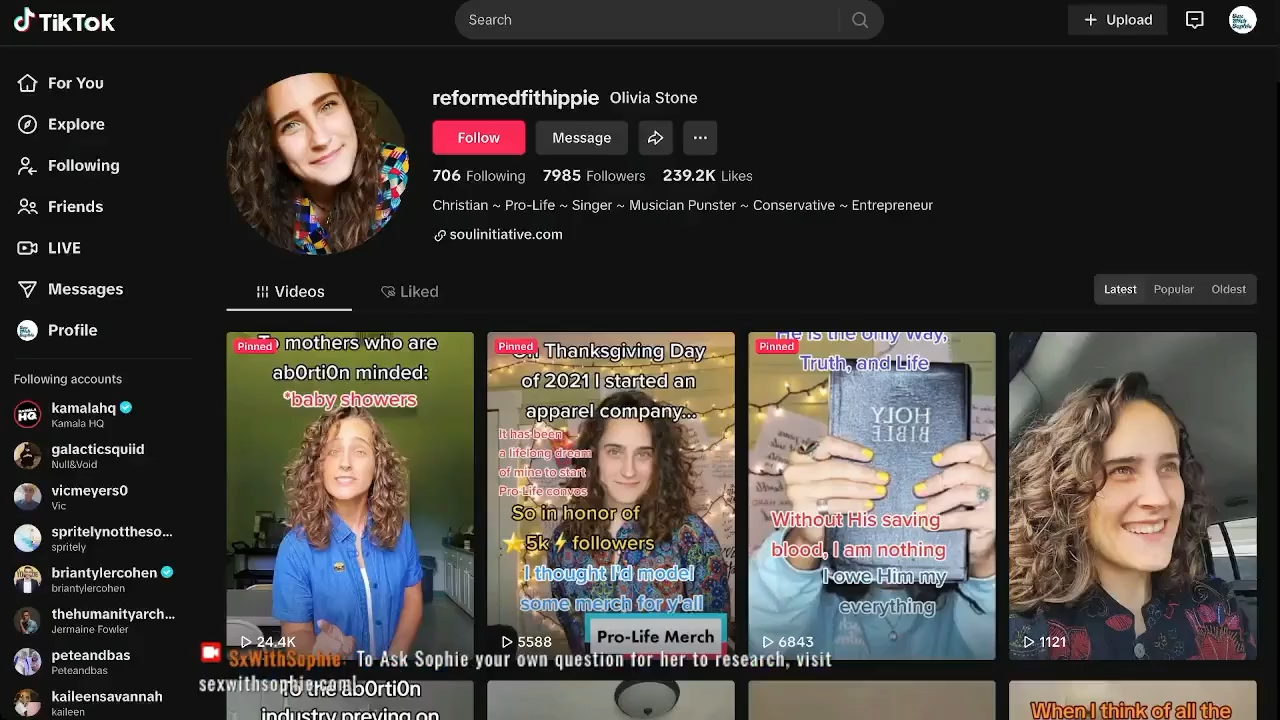 TikTok
Search
Upload
For You
Explore
Following
Friends
LIVE
Messages
Profile
Following accounts
kamalahq
Kamala HQ
galacticsquiid
Null&Void
vicmeyers0
Vic
spritelynottheso...
spritely
briantylercohen
briantylercohen
thehumanityarch...
Jermaine Fowler
peteandbas
Peteandbas
kaileensavannah
kaileen
reformedfithippie Olivia Stone
Follow Message
706 Following 7985 Followers 239.2K Likes
Christian ~ Pro-Life ~ Singer ~ Musician Punster ~ Conservative ~ Entrepreneur
soulinitiative.com
Videos Liked
Latest Popular Oldest
Pinned
To mothers who are
ab0rti0n minded:
*baby showers
24.4K
Pinned
On Thanksgiving Day
of 2021 I started an
apparel company...
It has been
a lifelong dream
of mine to start
Pro-Life convos
So in honor of
5k followers
I thought I'd model
some merch for y'all
Pro-Life Merch
5588
Pinned
He is the only way,
Truth, and Life
HOLY
BIBLE
Without His saving
blood, I am nothing
I owe Him my
everything
6843
1121
SxWithSophie: To Ask Sophie your own question for her to research, visit
sexwithsophie.com!
To the ab0rti0n
industry preying on
When I think of all the